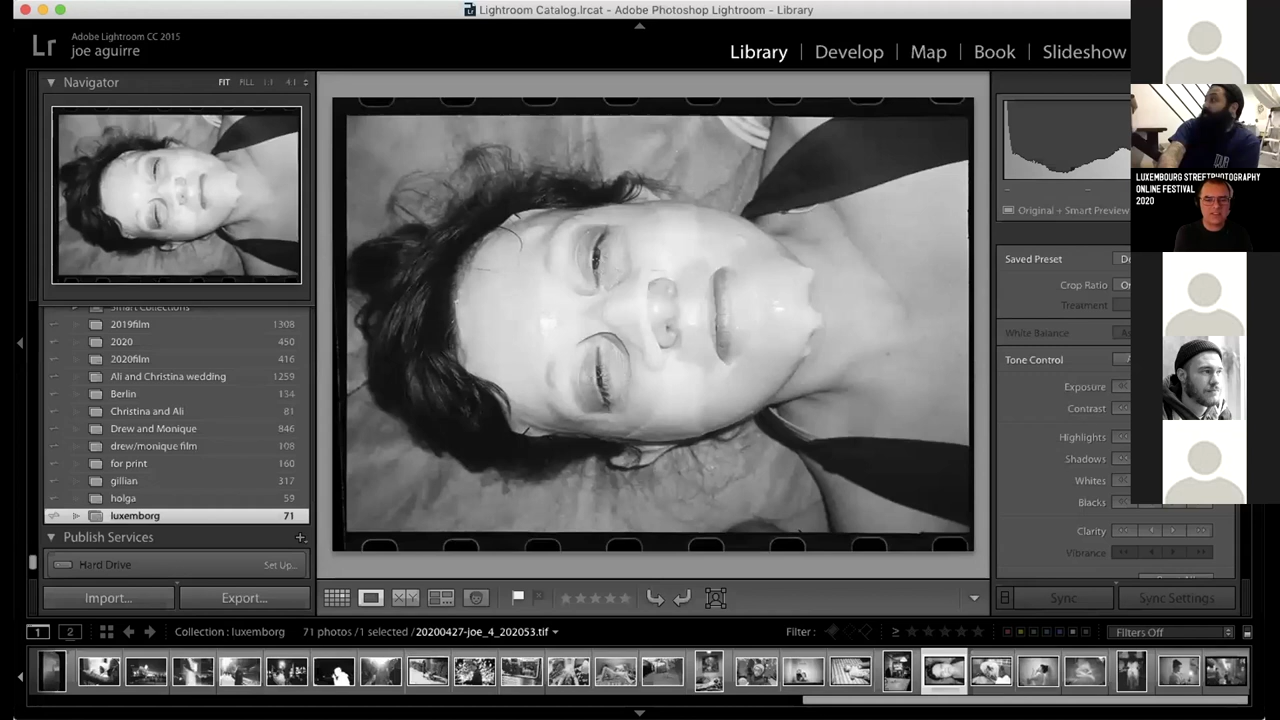 Lightroom Catalog.lrcat - Adobe Photoshop Lightroom - Library
Lr
Adobe Lightroom CC 2015
joe aguirre
Library | Develop | Map | Book | Slideshow
Navigator
FIT FILL 1:1 4:1
Original + Smart Preview
LUXEMBOURG STREETPHOTOGRAPHY
ONLINE FESTIVAL
2020
Saved Preset
Crop Ratio
Treatment
White Balance
Tone Control
Exposure
Contrast
Highlights
Shadows
Whites
Blacks
Clarity
Vibrance
Smart Collections
2019film 1308
2020 450
2020film 416
Ali and Christina wedding 1259
Berlin 134
Christina and Ali 81
Drew and Monique 846
drew/monique film 108
for print 160
gillian 317
holga 59
luxemborg 71
Publish Services
Hard Drive Set Up...
Import... Export...
XY
Sync Sync Settings
1 2
Collection : luxemborg 71 photos / 1 selected / 20200427-joe_4_202053.tif
Filter :
Filters Off